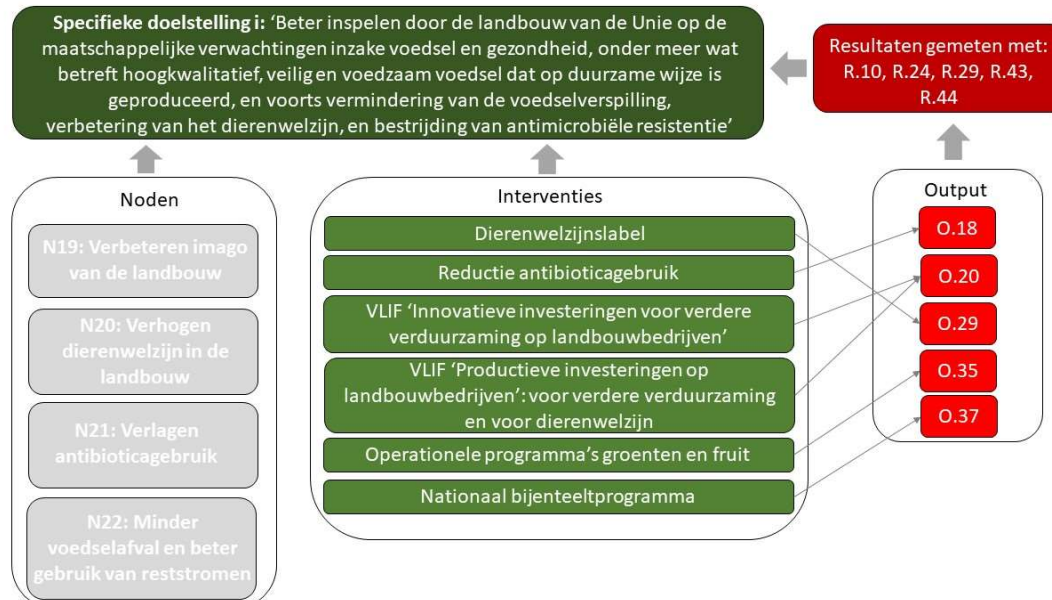 Specifieke doelstelling i: ‘Beter inspelen door de landbouw van de Unie op de
maatschappelijke verwachtingen inzake voedsel en gezondheid, onder meer wat
betreft hoogkwalitatief, veilig en voedzaam voedsel dat op duurzame wijze is
geproduceerd, en voorts vermindering van de voedselverspilling,
verbetering van het dierenwelzijn, en bestrijding van antimicrobiële resistentie’
Resultaten gemeten met:
R.10, R.24, R.29, R.43,
R.44
Noden
N19: Verbeteren imago
van de landbouw
N20: Verhogen
dierenwelzijn in de
landbouw
N21: Verlagen
antibioticagebruik
N22: Minder
voedselafval en beter
gebruik van reststromen
Interventies
Dierenwelzijnslabel
Reductie antibioticagebruik
VLIF ‘Innovatieve investeringen voor verdere
verduurzaming op landbouwbedrijven’
VLIF ‘Productieve investeringen op
landbouwbedrijven’: voor verdere verduurzaming
en voor dierenwelzijn
Operationele programma’s groenten en fruit
Nationaal bijenteeltprogramma
Output
O.18
O.20
O.29
O.35
O.37